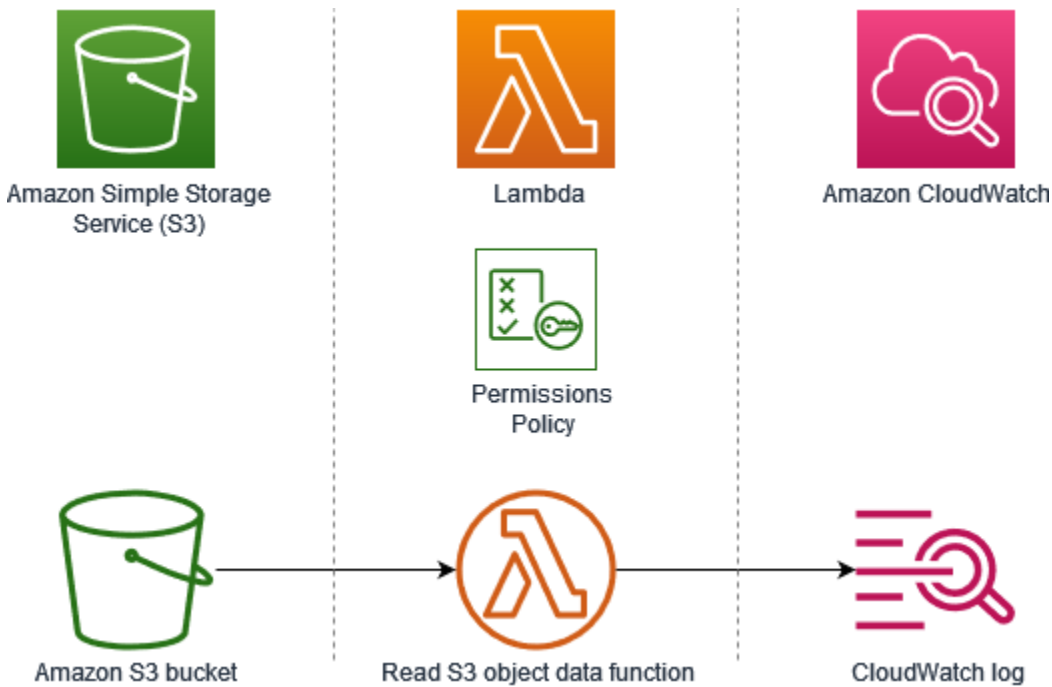 Amazon Simple Storage
Service (S3)
Lambda
Amazon CloudWatch
Permissions
Policy
Amazon S3 bucket
Read S3 object data function
CloudWatch log